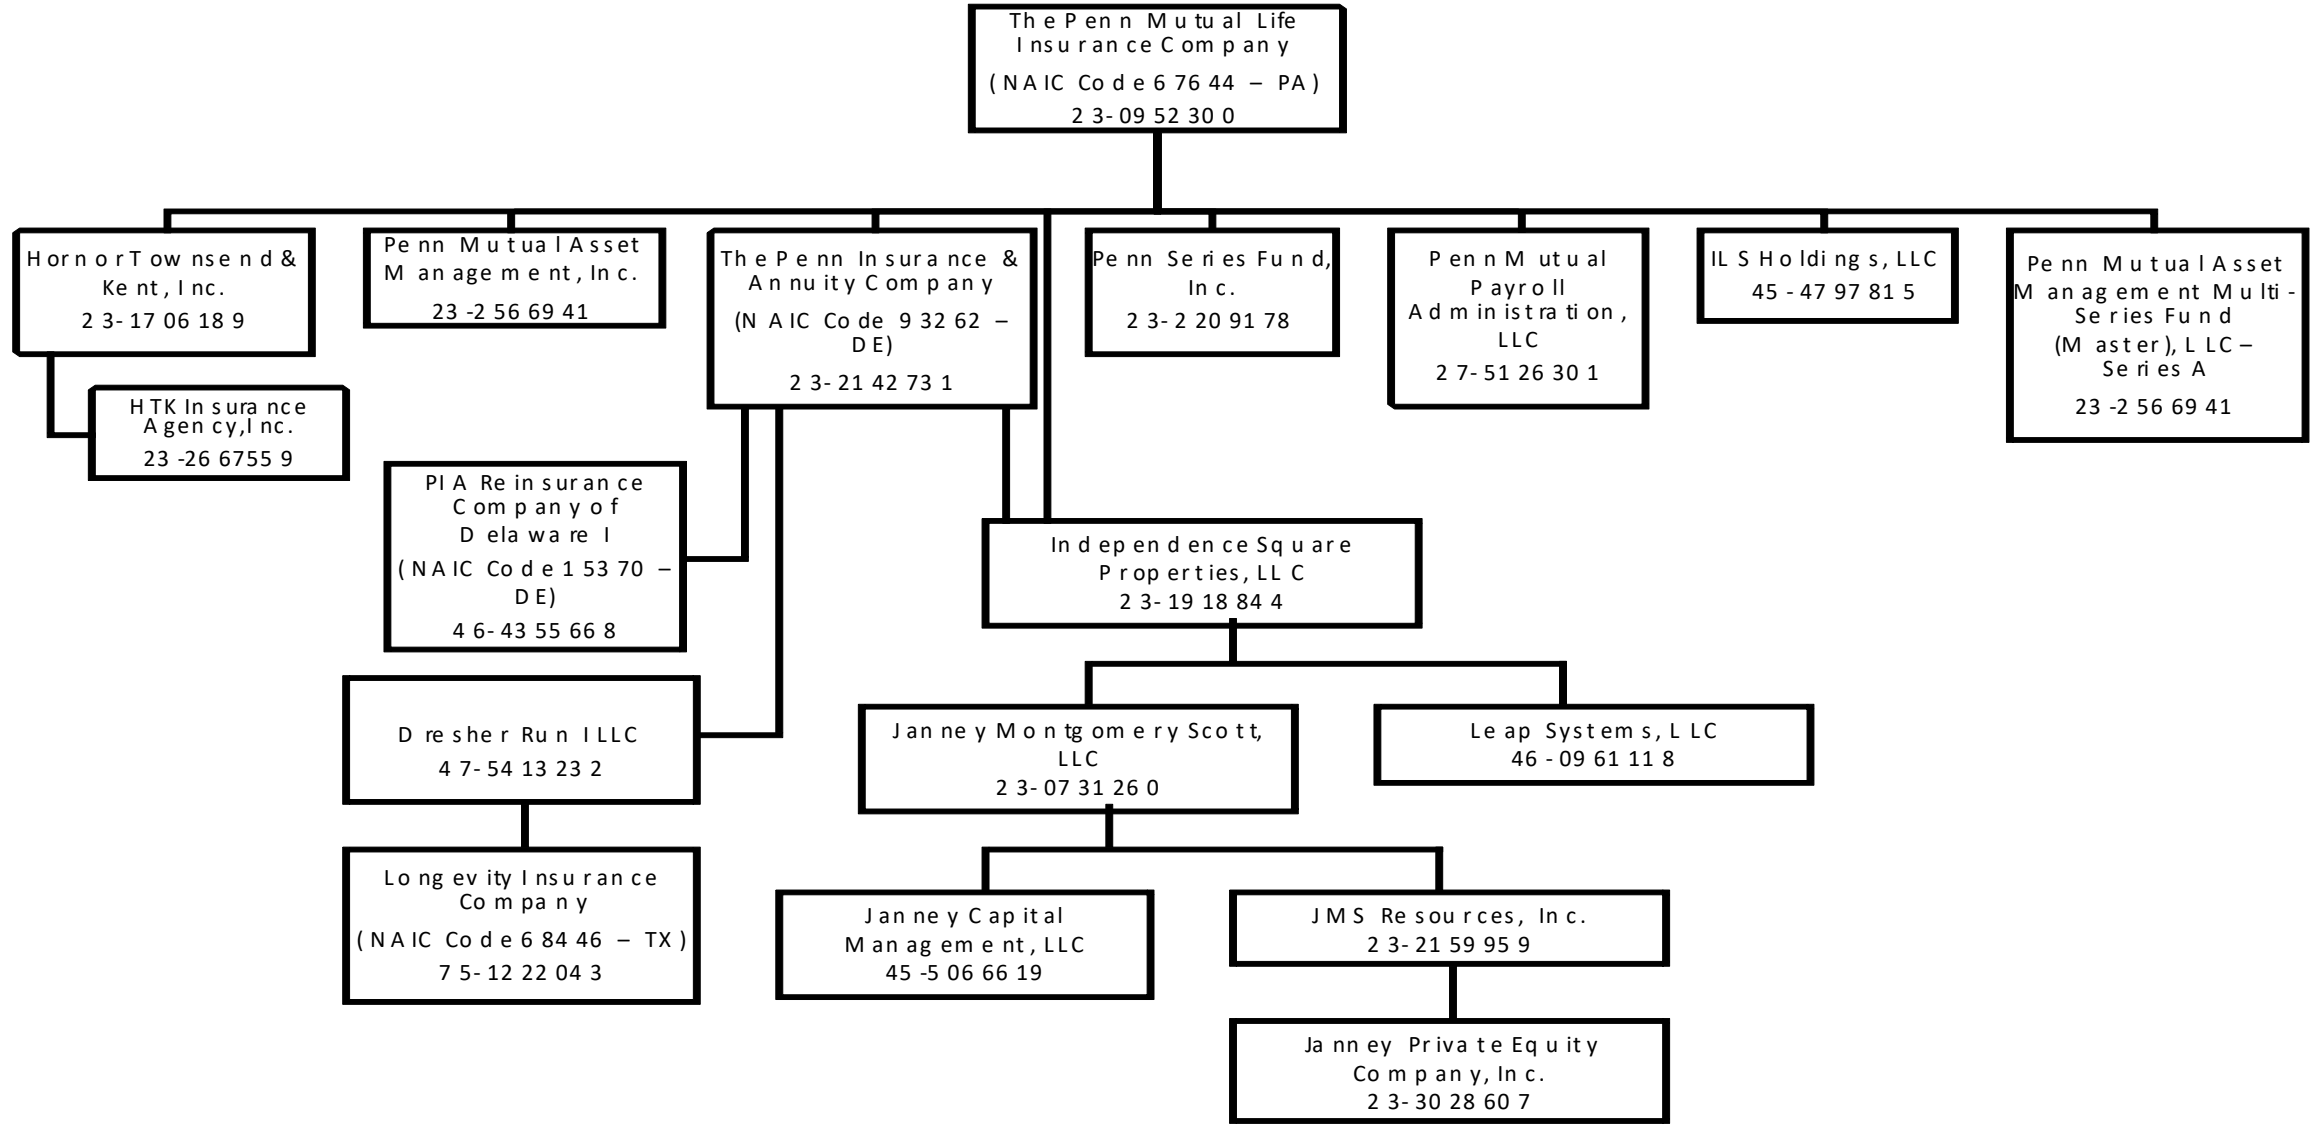 The Penn Mutual Life
Insurance Company
(NAIC Code 67644 – PA)
23-0952300
Hornor Townsend &
Kent, Inc.
23-1706189
Penn Mutual Asset
Management, Inc.
23-2566941
The Penn Insurance &
Annuity Company
(NAIC Code 93262 –
DE)
23-2142731
Penn Series Fund,
Inc.
23-2209178
Penn Mutual
Payroll
Administration,
LLC
27-5126301
ILS Holdings, LLC
45-4797815
Penn Mutual Asset
Management Multi-
Series Fund
(Master), LLC –
Series A
23-2566941
HTK Insurance
Agency, Inc.
23-2667559
PIA Reinsurance
Company of
Delaware I
(NAIC Code 15370 –
DE)
46-4355668
Independence Square
Properties, LLC
23-1918844
Dresher Run I LLC
47-5413232
Janney Montgomery Scott,
LLC
23-0731260
Leap Systems, LLC
46-0961118
Longevity Insurance
Company
(NAIC Code 68446 – TX)
75-1222043
Janney Capital
Management, LLC
45-5066619
JMS Resources, Inc.
23-2159959
Janney Private Equity
Company, Inc.
23-3028607